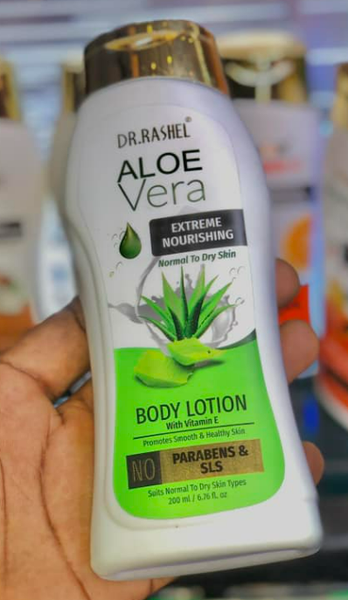 DR.RASHEL®
ALOE
Vera
EXTREME
NOURISHING
Normal To Dry Skin
BODY LOTION
With Vitamin E
Promotes Smooth & Healthy Skin
NO PARABENS &
SLS
Suits Normal To Dry Skin Types
200 ml / 6.76 fl. oz